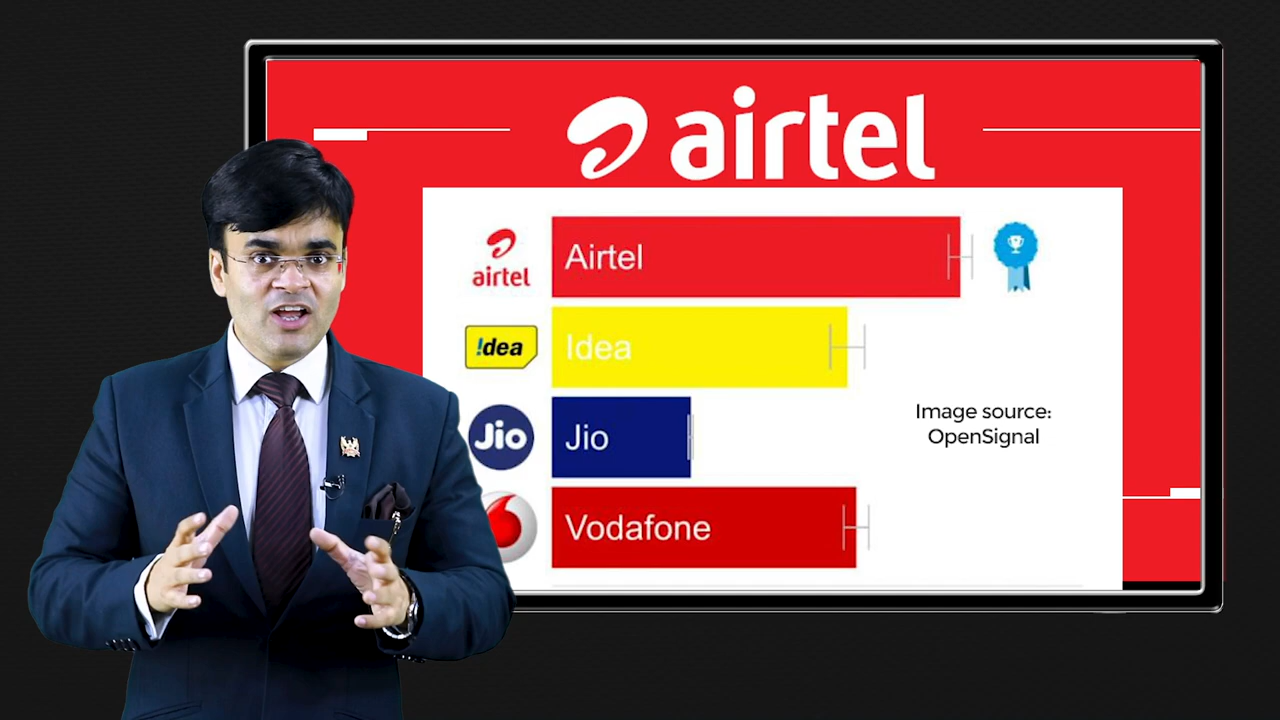 airtel
airtel
Airtel
!dea
Idea
Jio
Jio
Image source:
OpenSignal
Vodafone